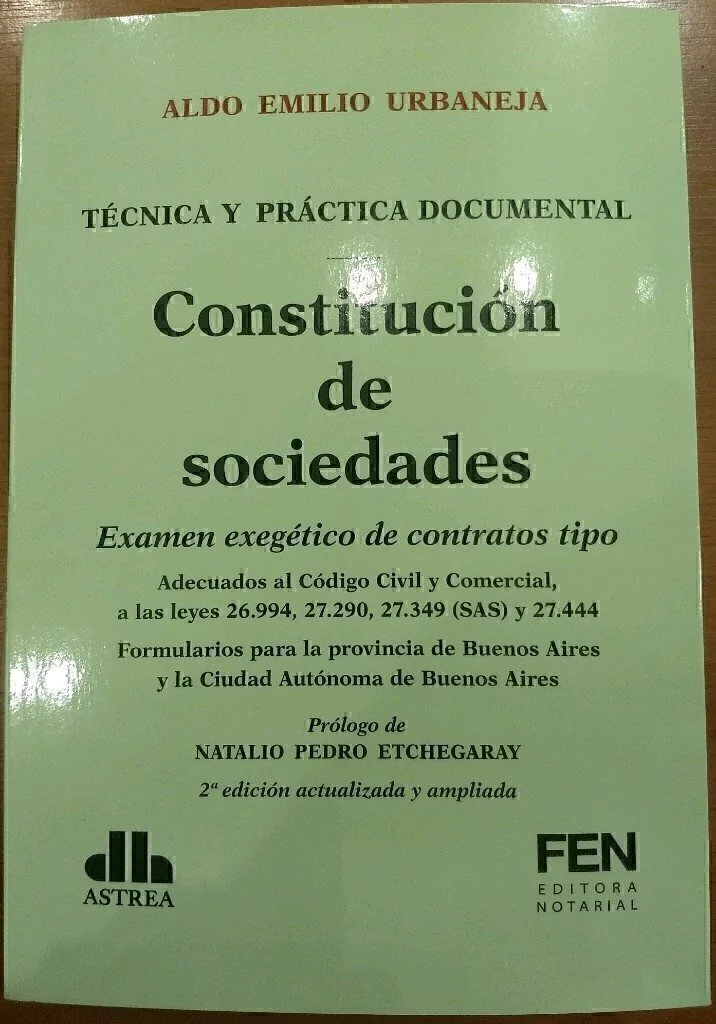 ALDO EMILIO URBANEJA
TÉCNICA Y PRÁCTICA DOCUMENTAL
Constitución
de
sociedades
Examen exegético de contratos tipo
Adecuados al Código Civil y Comercial,
a las leyes 26.994, 27.290, 27.349 (SAS) y 27.444
Formularios para la provincia de Buenos Aires
y la Ciudad Autónoma de Buenos Aires
Prólogo de
NATALIO PEDRO ETCHEGARAY
2ª edición actualizada y ampliada
ASTREA
FEN
EDITORA
NOTARIAL